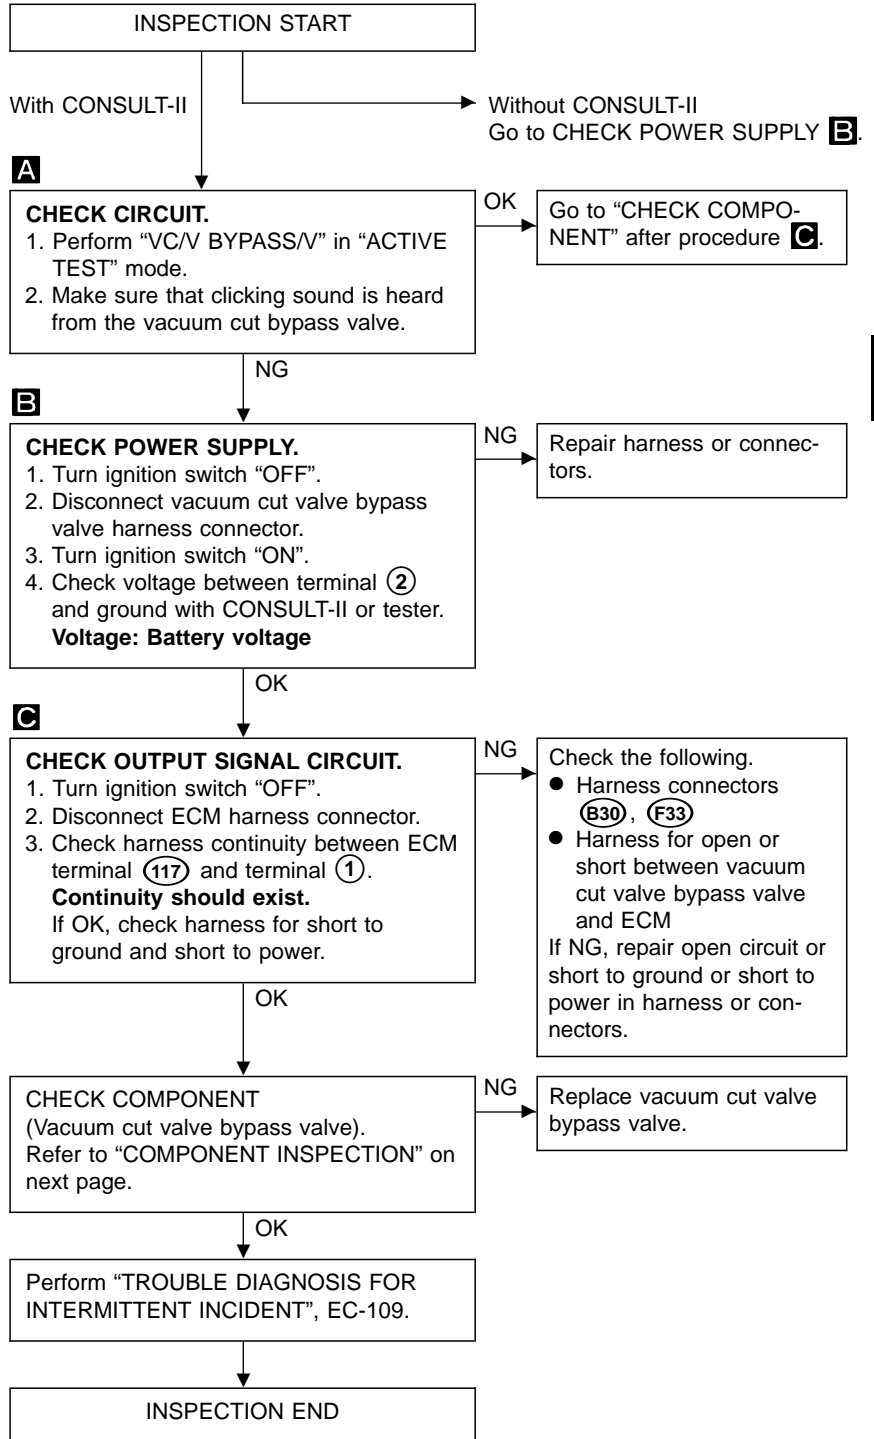 INSPECTION START
With CONSULT-II
Without CONSULT-II
Go to CHECK POWER SUPPLY B.
A
CHECK CIRCUIT.
1. Perform “VC/V BYPASS/V” in “ACTIVE
TEST” mode.
2. Make sure that clicking sound is heard
from the vacuum cut bypass valve.
OK
Go to “CHECK COMPO-
NENT” after procedure C.
NG
B
CHECK POWER SUPPLY.
1. Turn ignition switch “OFF”.
2. Disconnect vacuum cut valve bypass
valve harness connector.
3. Turn ignition switch “ON”.
4. Check voltage between terminal 2
and ground with CONSULT-II or tester.
Voltage: Battery voltage
NG
Repair harness or connec-
tors.
OK
C
CHECK OUTPUT SIGNAL CIRCUIT.
1. Turn ignition switch “OFF”.
2. Disconnect ECM harness connector.
3. Check harness continuity between ECM
terminal 117 and terminal 1.
Continuity should exist.
If OK, check harness for short to
ground and short to power.
NG
Check the following.
● Harness connectors
B30, F33
● Harness for open or
short between vacuum
cut valve bypass valve
and ECM
If NG, repair open circuit or
short to ground or short to
power in harness or con-
nectors.
OK
CHECK COMPONENT
(Vacuum cut valve bypass valve).
Refer to “COMPONENT INSPECTION” on
next page.
NG
Replace vacuum cut valve
bypass valve.
OK
Perform “TROUBLE DIAGNOSIS FOR
INTERMITTENT INCIDENT”, EC-109.
INSPECTION END